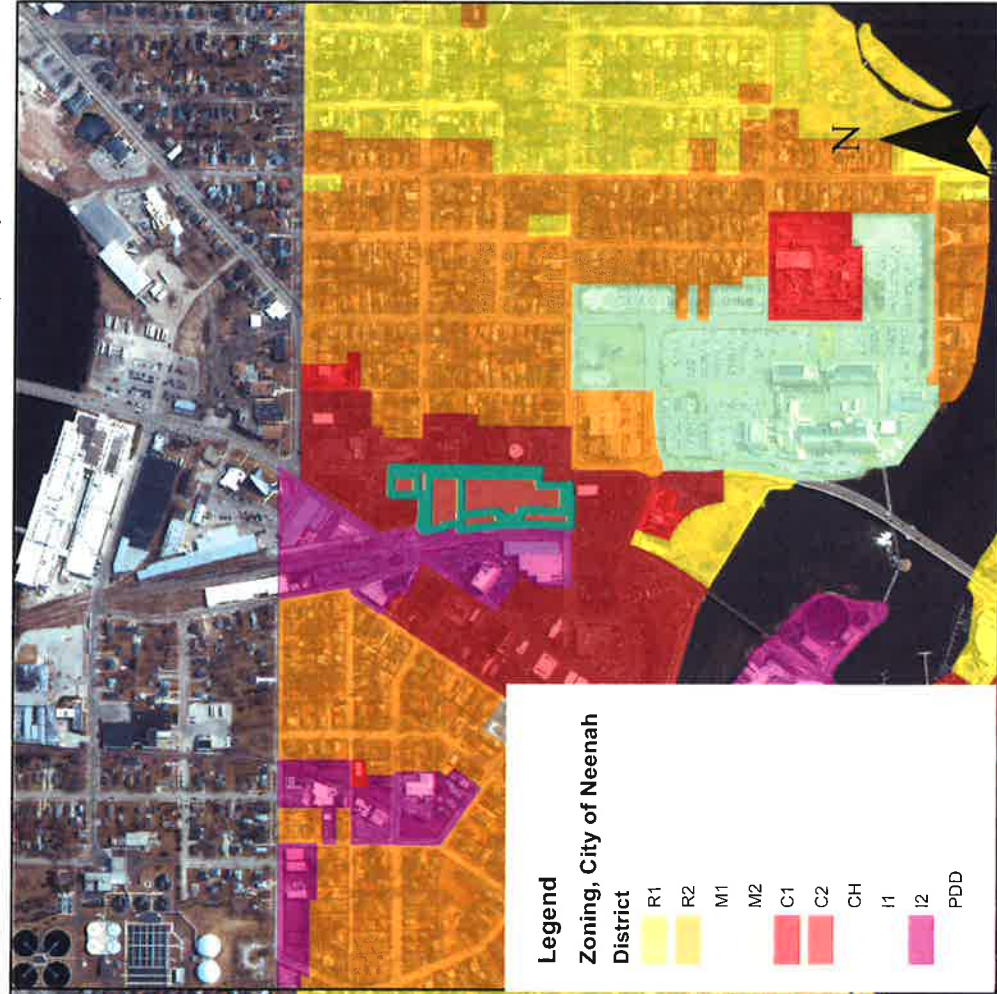 N
Legend
Zoning, City of Neenah
District
R1
R2
M1
M2
C1
C2
CH
I1
I2
PDD